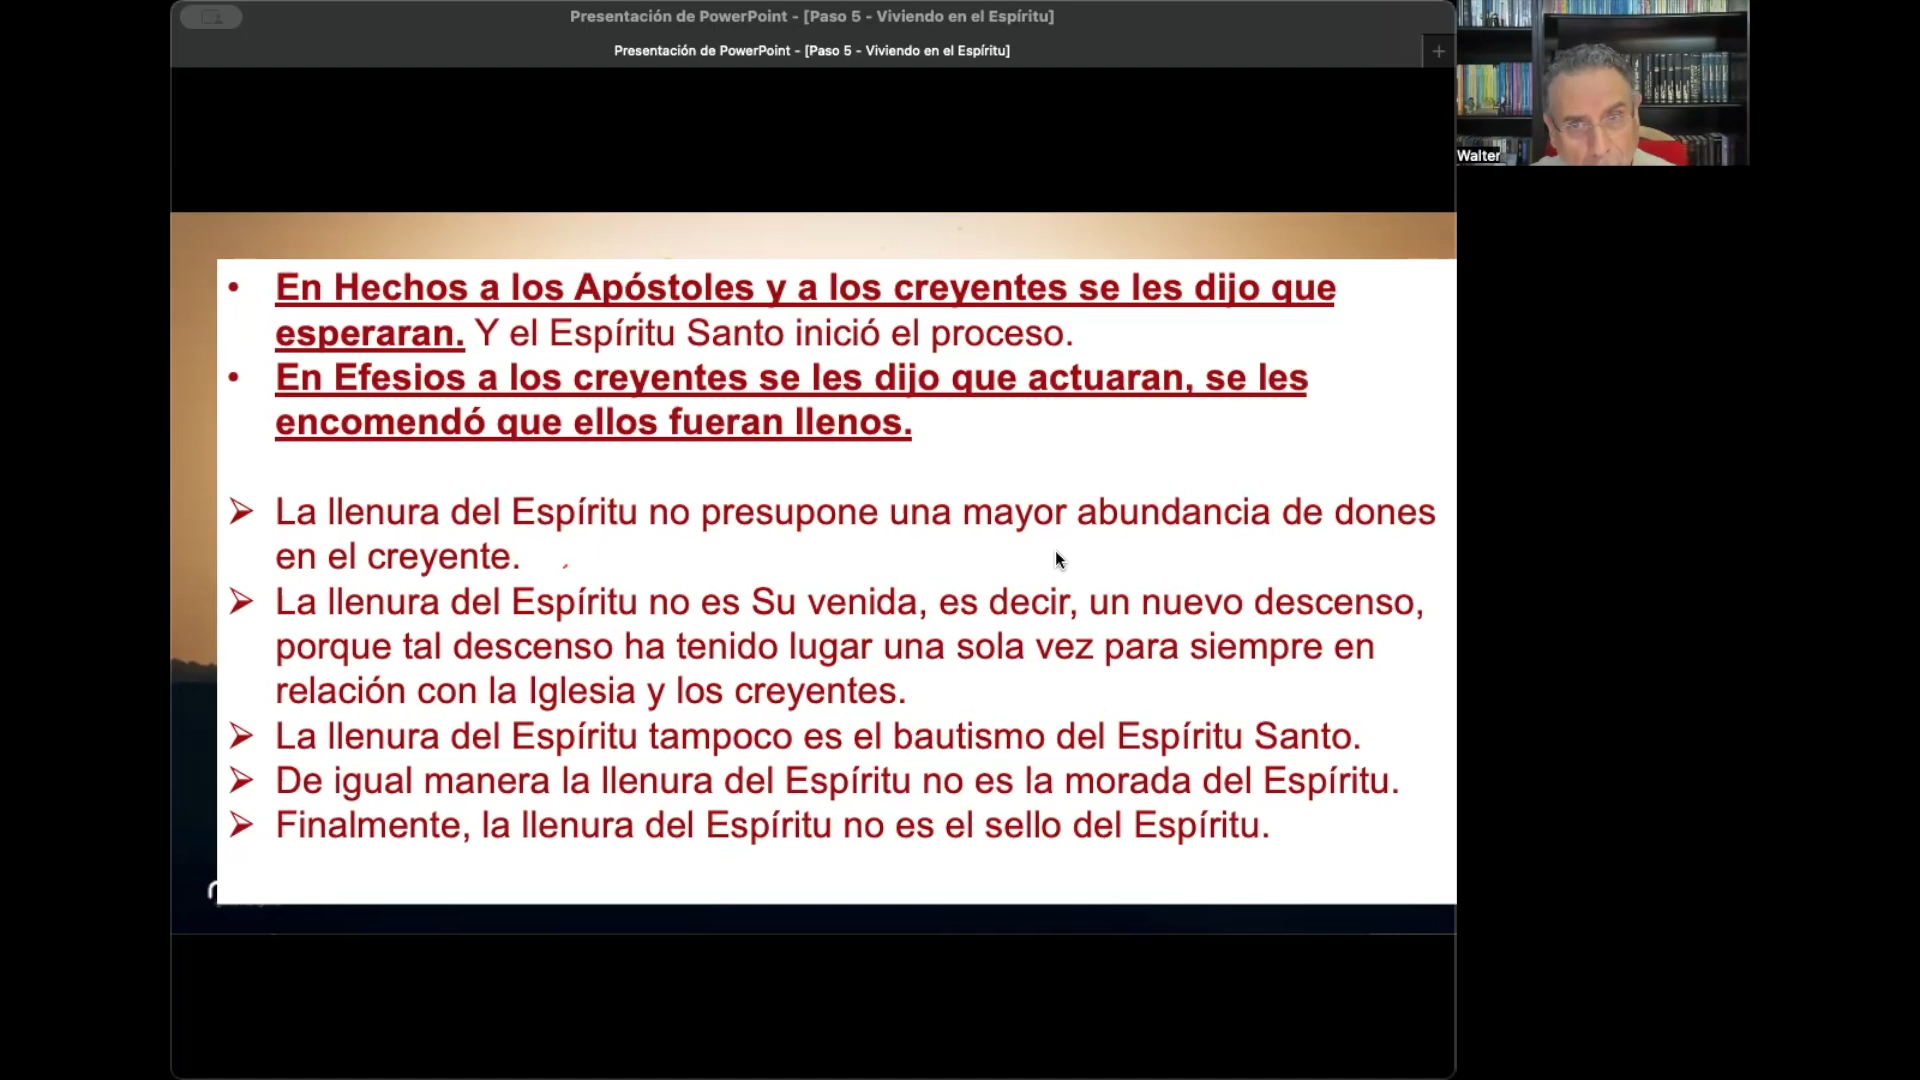 Presentación de PowerPoint - [Paso 5 - Viviendo en el Espíritu]
Presentación de PowerPoint - [Paso 5 - Viviendo en el Espíritu]
Walter
• En Hechos a los Apóstoles y a los creyentes se les dijo que
esperaran. Y el Espíritu Santo inició el proceso.
• En Efesios a los creyentes se les dijo que actuaran, se les
encomendó que ellos fueran llenos.
➢ La llenura del Espíritu no presupone una mayor abundancia de dones
en el creyente.
➢ La llenura del Espíritu no es Su venida, es decir, un nuevo descenso,
porque tal descenso ha tenido lugar una sola vez para siempre en
relación con la Iglesia y los creyentes.
➢ La llenura del Espíritu tampoco es el bautismo del Espíritu Santo.
➢ De igual manera la llenura del Espíritu no es la morada del Espíritu.
➢ Finalmente, la llenura del Espíritu no es el sello del Espíritu.